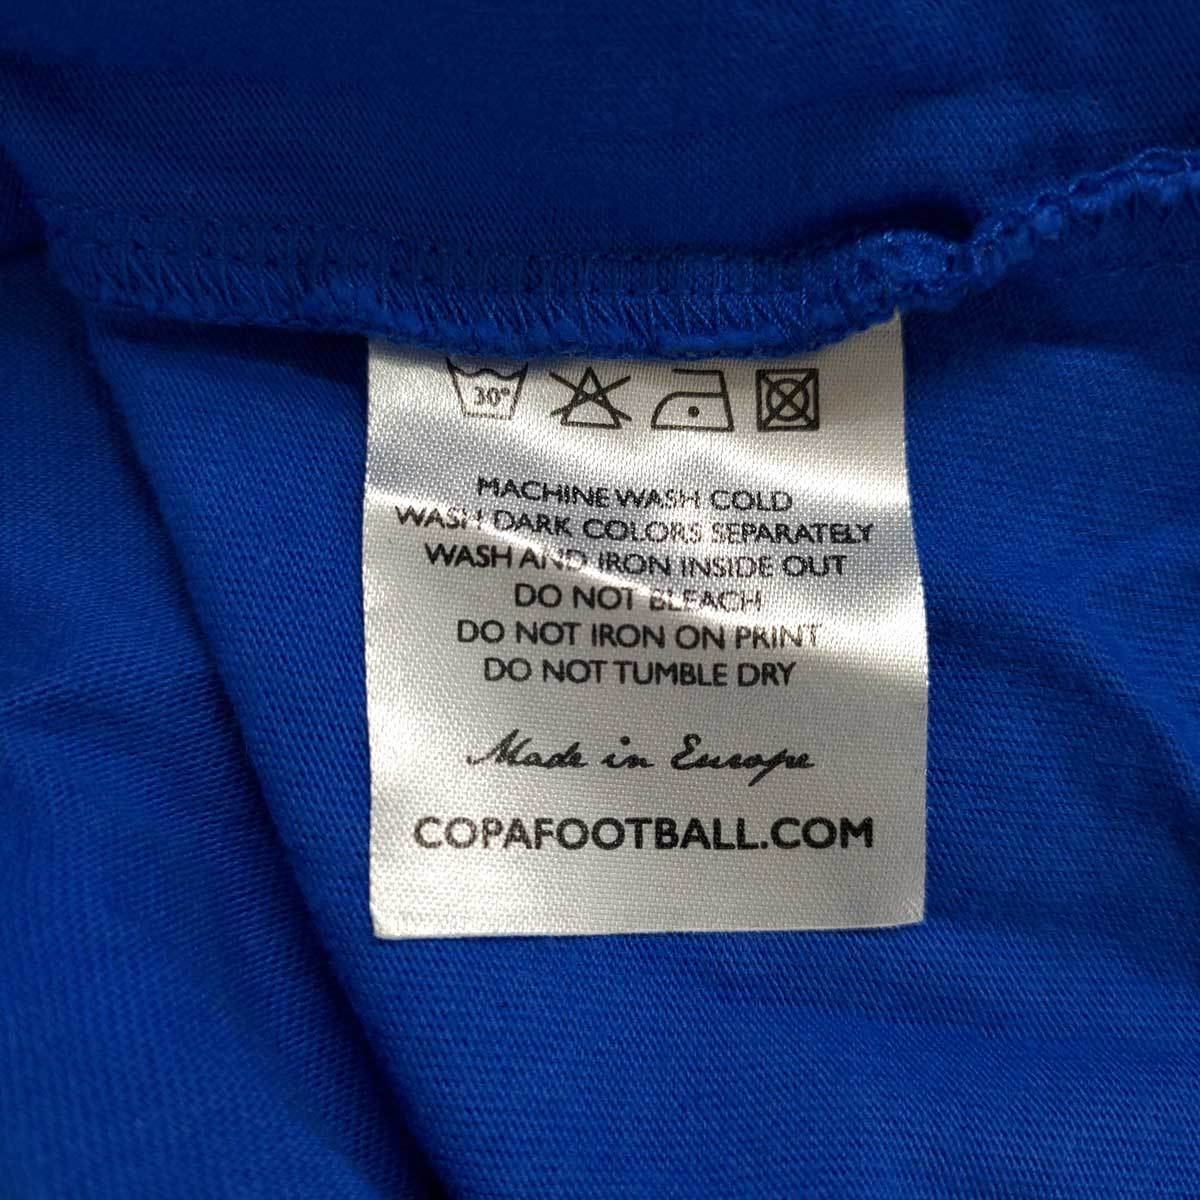 30°
MACHINE WASH COLD
WASH DARK COLORS SEPARATELY
WASH AND IRON INSIDE OUT
DO NOT BLEACH
DO NOT IRON ON PRINT
DO NOT TUMBLE DRY
Made in Europe
COPAFOOTBALL.COM